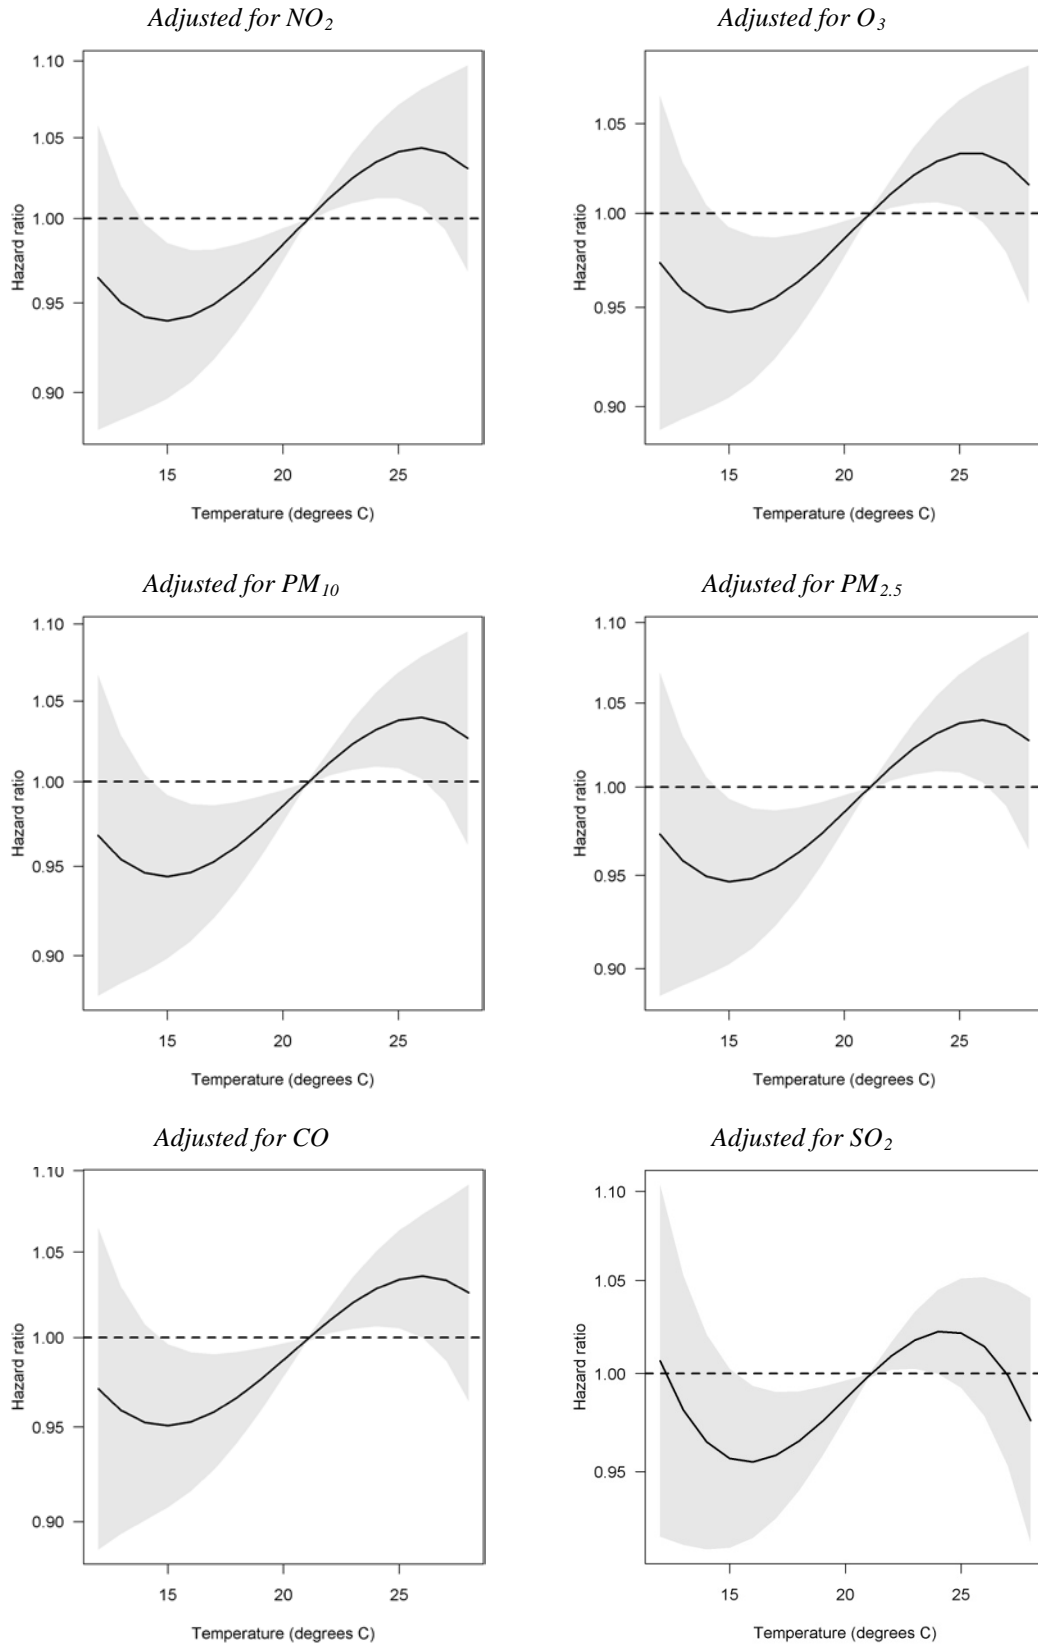 Adjusted for NO2
1.10
1.05
1.00
0.95
0.90
Hazard ratio
15 20 25
Temperature (degrees C)
Adjusted for O3
1.05
1.00
0.95
0.90
Hazard ratio
15 20 25
Temperature (degrees C)
Adjusted for PM10
1.10
1.05
1.00
0.95
0.90
Hazard ratio
15 20 25
Temperature (degrees C)
Adjusted for PM2.5
1.10
1.05
1.00
0.95
0.90
Hazard ratio
15 20 25
Temperature (degrees C)
Adjusted for CO
1.10
1.05
1.00
0.95
0.90
Hazard ratio
15 20 25
Temperature (degrees C)
Adjusted for SO2
1.10
1.05
1.00
0.95
Hazard ratio
15 20 25
Temperature (degrees C)